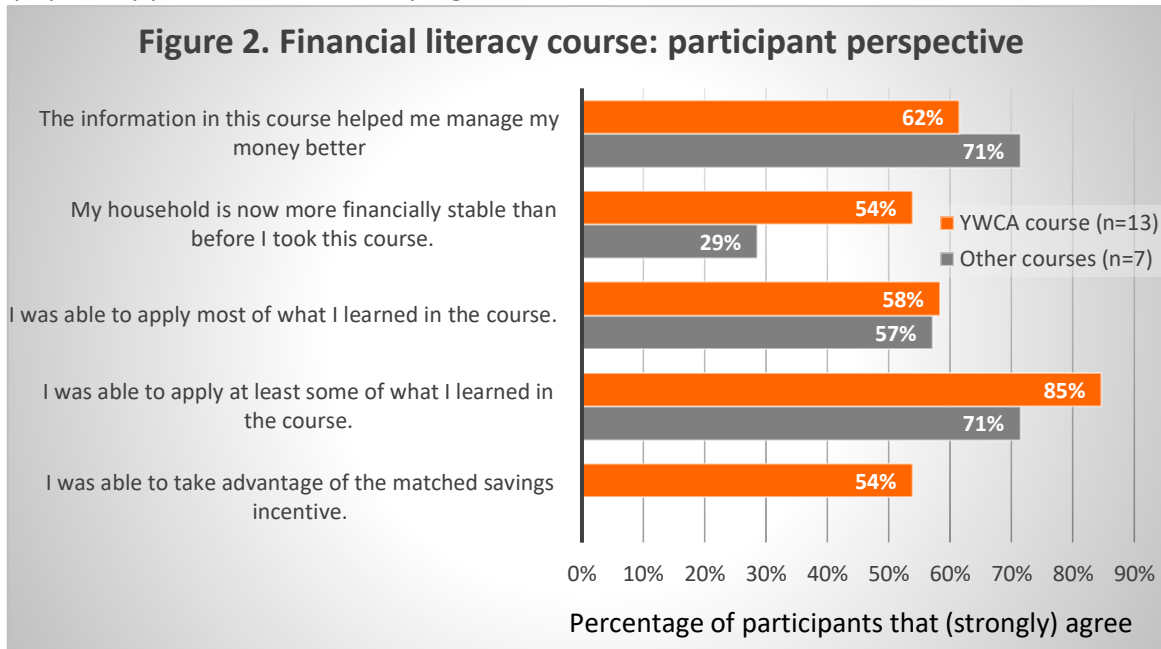 Figure 2. Financial literacy course: participant perspective
The information in this course helped me manage my
money better
62%
71%
My household is now more financially stable than
before I took this course.
54%
29%
YWCA course (n=13)
Other courses (n=7)
I was able to apply most of what I learned in the course.
58%
57%
I was able to apply at least some of what I learned in
the course.
85%
71%
I was able to take advantage of the matched savings
incentive.
54%
0% 10% 20% 30% 40% 50% 60% 70% 80% 90%
Percentage of participants that (strongly) agree